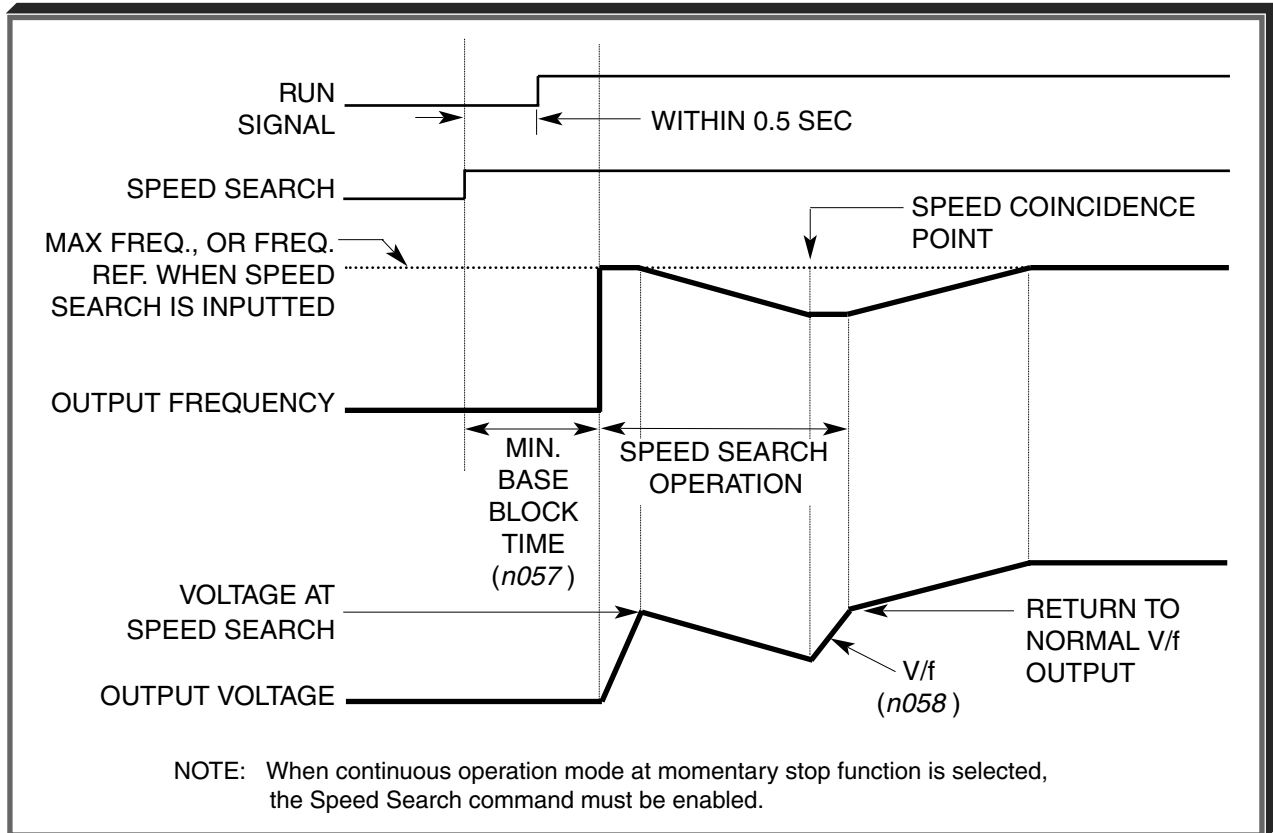 RUN
SIGNAL
WITHIN 0.5 SEC
SPEED SEARCH
SPEED COINCIDENCE
POINT
MAX FREQ., OR FREQ.
REF. WHEN SPEED
SEARCH IS INPUTTED
OUTPUT FREQUENCY
MIN.
BASE
BLOCK
TIME
(n057)
SPEED SEARCH
OPERATION
VOLTAGE AT
SPEED SEARCH
RETURN TO
NORMAL V/f
OUTPUT
V/f
(n058)
OUTPUT VOLTAGE
NOTE: When continuous operation mode at momentary stop function is selected,
the Speed Search command must be enabled.